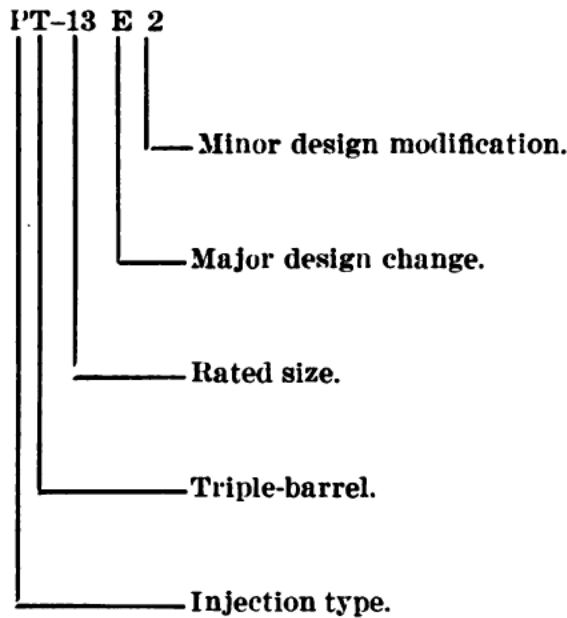 PT-13 E 2
Minor design modification.
Major design change.
Rated size.
Triple-barrel.
Injection type.